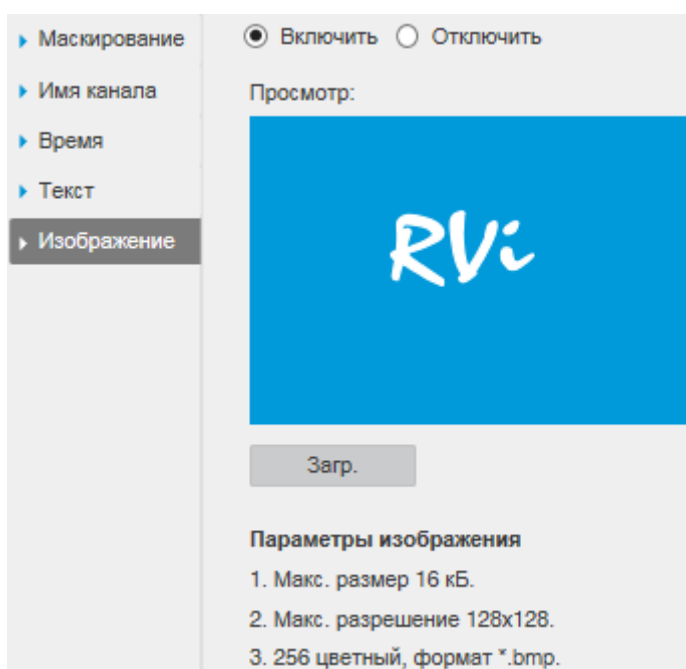 Маскирование
Имя канала
Время
Текст
Изображение
Включить Отключить
Просмотр:
RVi
Загр.
Параметры изображения
1. Макс. размер 16 кБ.
2. Макс. разрешение 128x128.
3. 256 цветный, формат *.bmp.